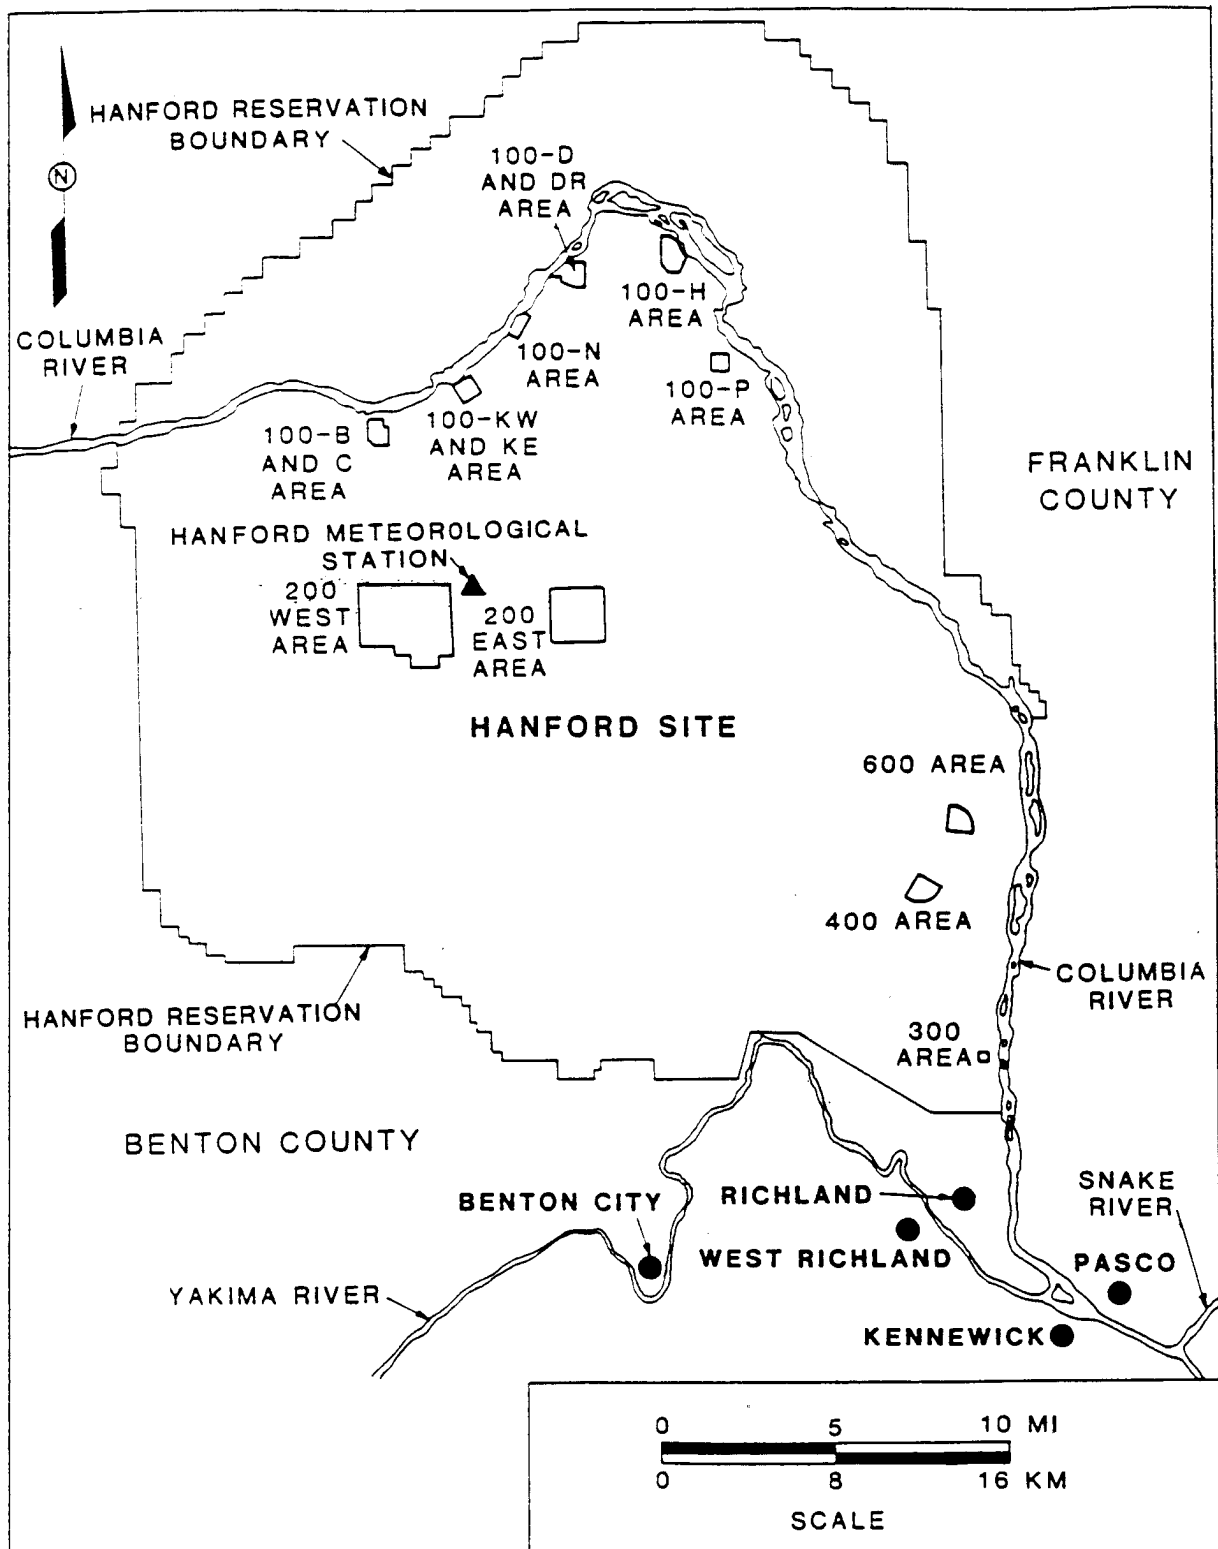 HANFORD RESERVATION
BOUNDARY
N
100-D
AND DR
AREA
COLUMBIA
RIVER
100-H
AREA
100-N
AREA
100-P
AREA
100-KW
AND KE
AREA
100-B
AND C
AREA
FRANKLIN
COUNTY
HANFORD METEOROLOGICAL
STATION
200
WEST
AREA
200
EAST
AREA
HANFORD SITE
600 AREA
400 AREA
COLUMBIA
RIVER
HANFORD RESERVATION
BOUNDARY
300
AREA
BENTON COUNTY
BENTON CITY
RICHLAND
WEST RICHLAND
SNAKE
RIVER
PASCO
YAKIMA RIVER
KENNEWICK
0 5 10 MI
0 8 16 KM
SCALE